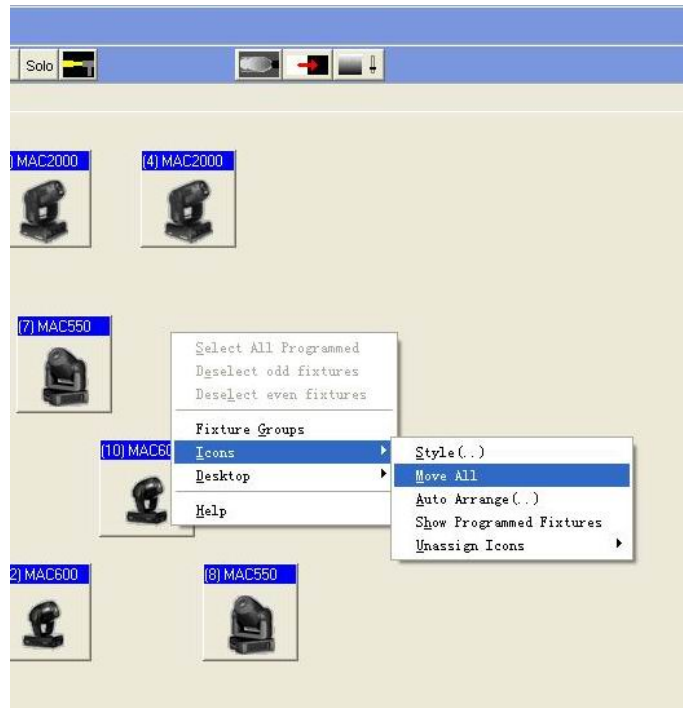 Solo
) MAC2000
(4) MAC2000
(7) MAC550
Select All Programmed
Deselect odd fixtures
Deselect even fixtures
Fixture Groups
(10) MAC60
Icons
Style(..)
Desktop
Move All
Help
Auto Arrange(..)
Show Programmed Fixtures
Unassign Icons
2) MAC600
(8) MAC550